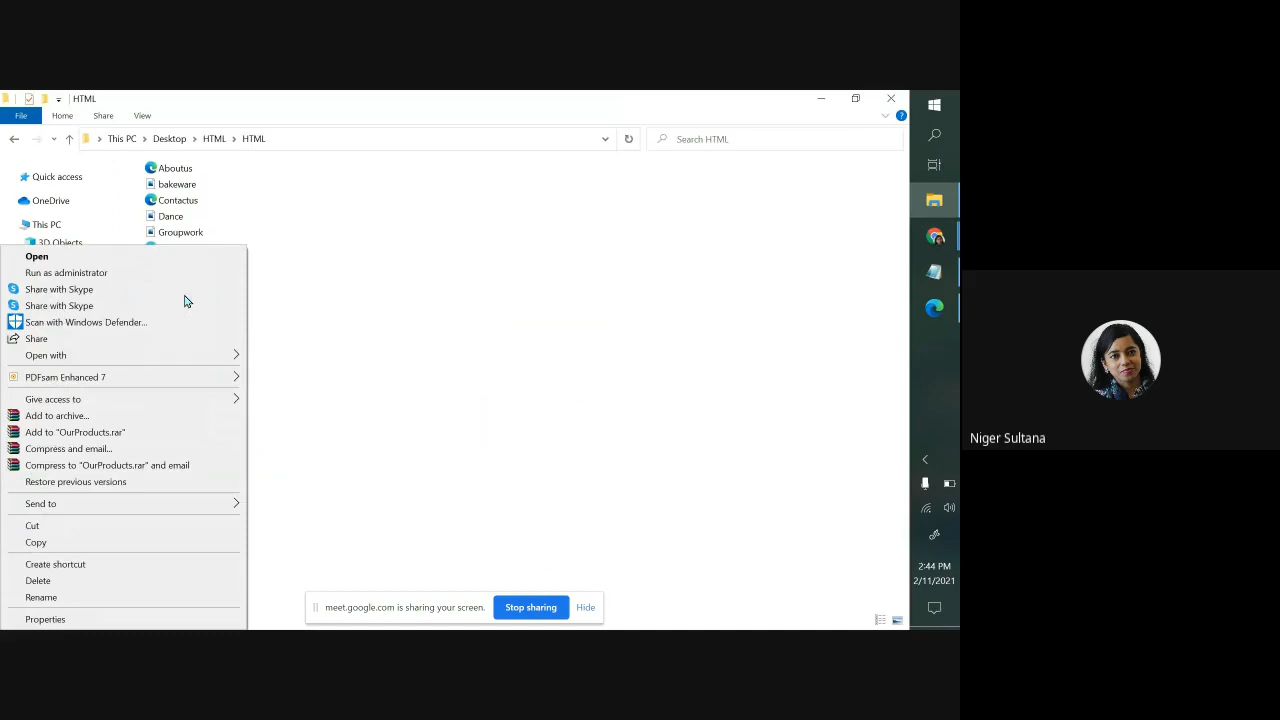 HTML
File Home Share View
This PC Desktop HTML HTML
Search HTML
Quick access
OneDrive
This PC
3D Objects
Aboutus
bakeware
Contactus
Dance
Groupwork
Open
Run as administrator
Share with Skype
Share with Skype
Scan with Windows Defender...
Share
Open with
PDFsam Enhanced 7
Give access to
Add to archive...
Add to "OurProducts.rar"
Compress and email...
Compress to "OurProducts.rar" and email
Restore previous versions
Send to
Cut
Copy
Create shortcut
Delete
Rename
Properties
meet.google.com is sharing your screen. Stop sharing Hide
2:44 PM
2/11/2021
Niger Sultana